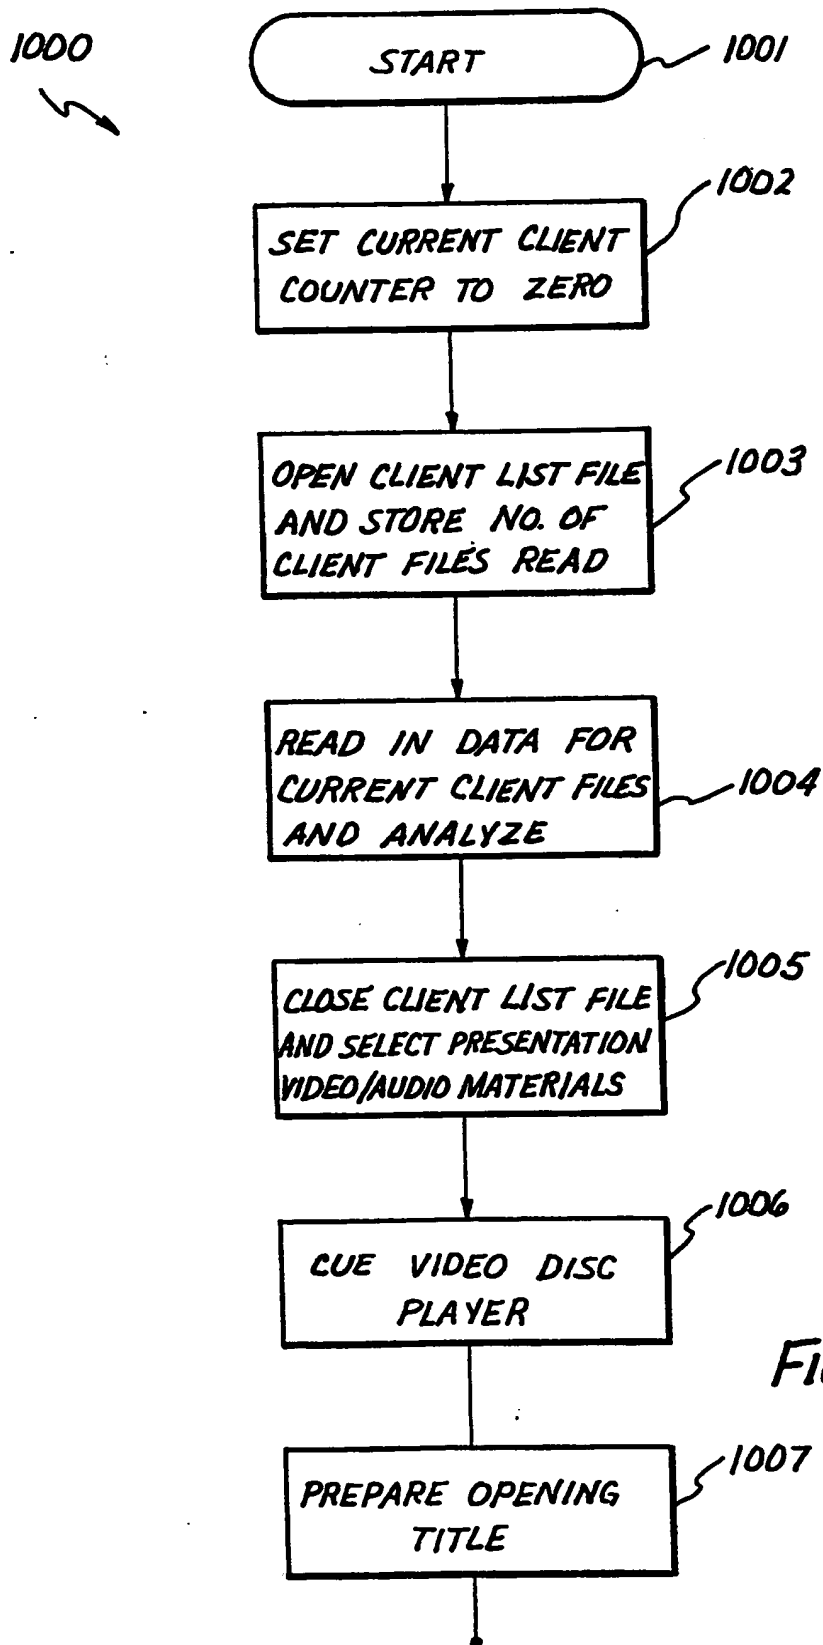 1000
START
1001
1002
SET CURRENT CLIENT
COUNTER TO ZERO
1003
OPEN CLIENT LIST FILE
AND STORE NO. OF
CLIENT FILES READ
READ IN DATA FOR
CURRENT CLIENT FILES
AND ANALYZE
1004
1005
CLOSE CLIENT LIST FILE
AND SELECT PRESENTATION
VIDEO/AUDIO MATERIALS
1006
CUE VIDEO DISC
PLAYER
1007
PREPARE OPENING
TITLE